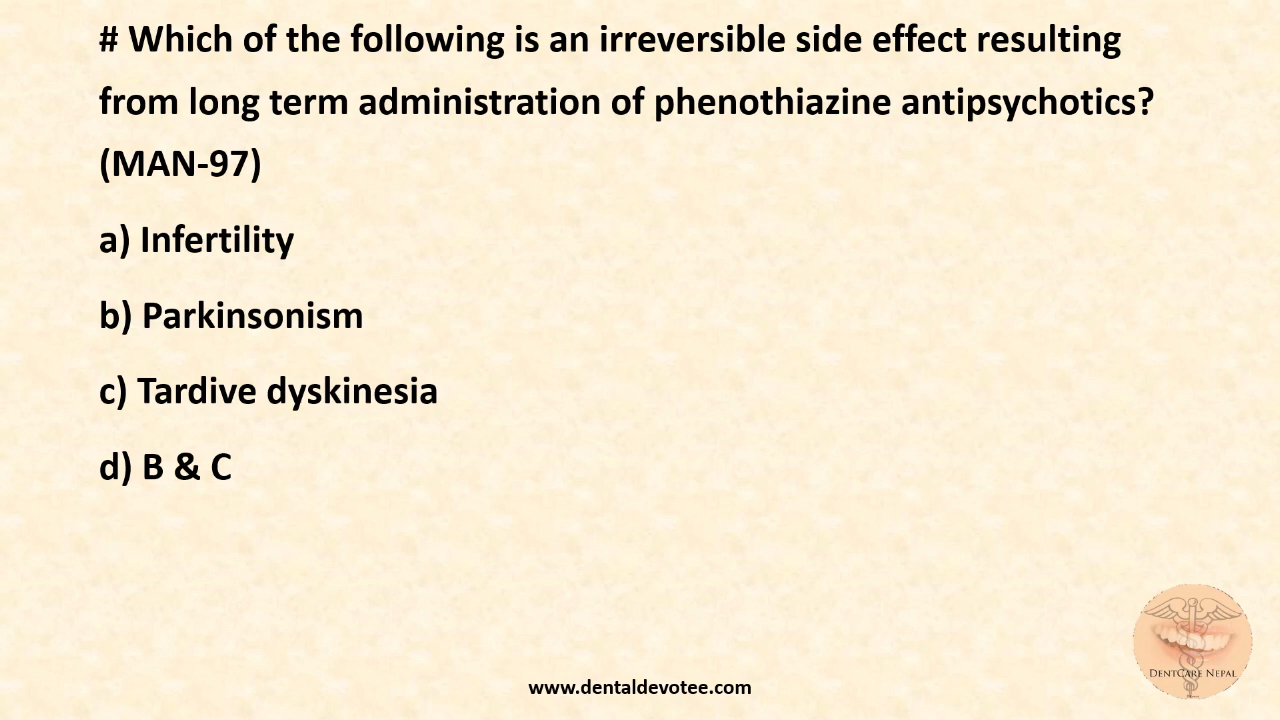 # Which of the following is an irreversible side effect resulting
from long term administration of phenothiazine antipsychotics?
(MAN-97)
a) Infertility
b) Parkinsonism
c) Tardive dyskinesia
d) B & C
DentCare Nepal
www.dentaldevotee.com